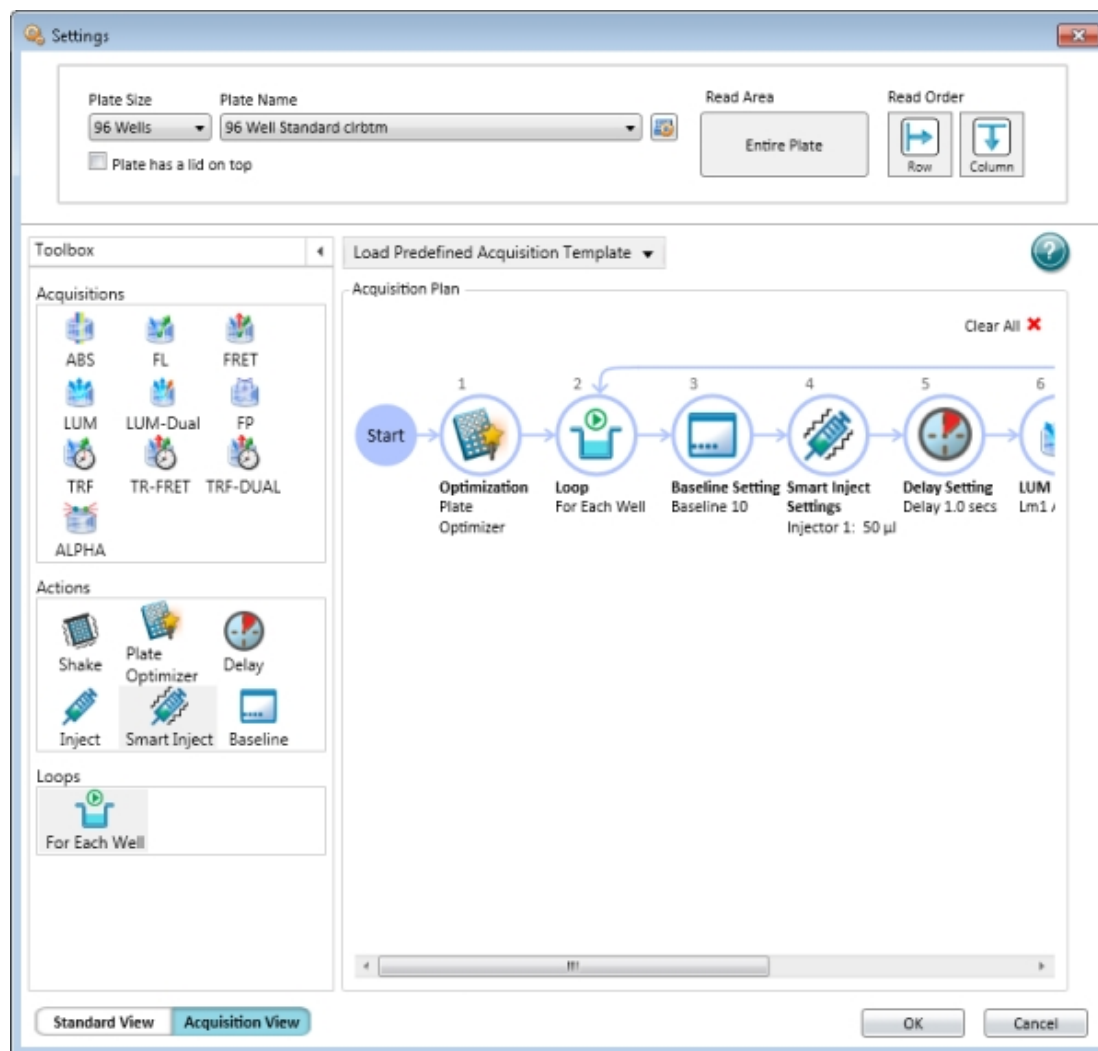 Settings
Plate Size
Plate Name
Read Area
Read Order
96 Wells
96 Well Standard clrbtm
Entire Plate
Row
Column
Plate has a lid on top
Toolbox
Load Predefined Acquisition Template
?
Acquisitions
ABS
FL
FRET
LUM
LUM-Dual
FP
TRF
TR-FRET
TRF-DUAL
ALPHA
Actions
Shake
Plate
Optimizer
Delay
Inject
Smart Inject
Baseline
Loops
For Each Well
Acquisition Plan
Clear All
1
2
3
4
5
6
Start
Optimization
Plate
Optimizer
Loop
For Each Well
Baseline Setting
Baseline 10
Smart Inject
Settings
Injector 1: 50 µl
Delay Setting
Delay 1.0 secs
LUM
Lm1
Standard View
Acquisition View
OK
Cancel